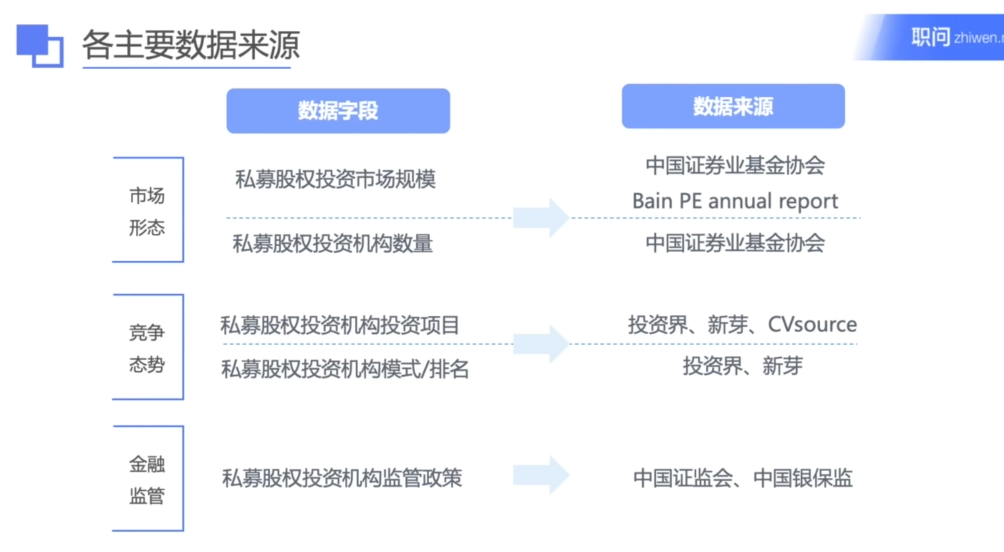 各主要数据来源
职问 zhiwen.
数据字段
数据来源
市场
形态
私募股权投资市场规模
中国证券业基金协会
Bain PE annual report
私募股权投资机构数量
中国证券业基金协会
竞争
态势
私募股权投资机构投资项目
投资界、新芽、CVsource
私募股权投资机构模式/排名
投资界、新芽
金融
监管
私募股权投资机构监管政策
中国证监会、中国银保监